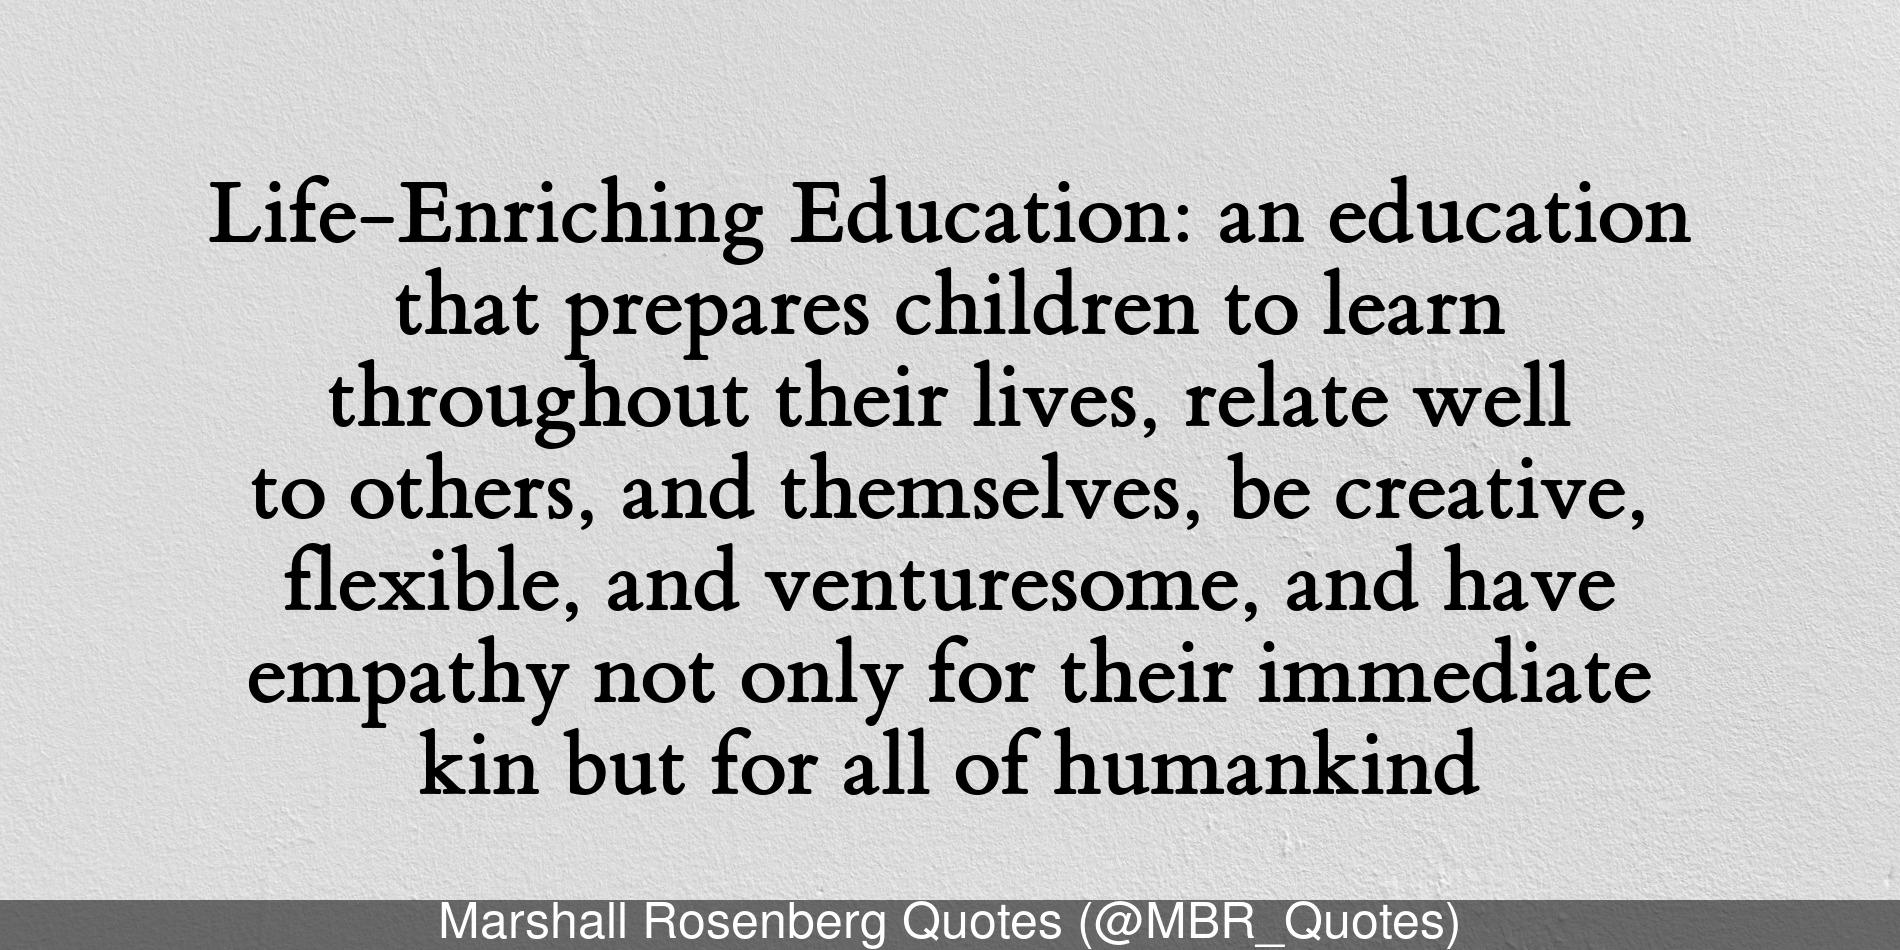 Life-Enriching Education: an education
that prepares children to learn
throughout their lives, relate well
to others, and themselves, be creative,
flexible, and venturesome, and have
empathy not only for their immediate
kin but for all of humankind
Marshall Rosenberg Quotes (@MBR_Quotes)